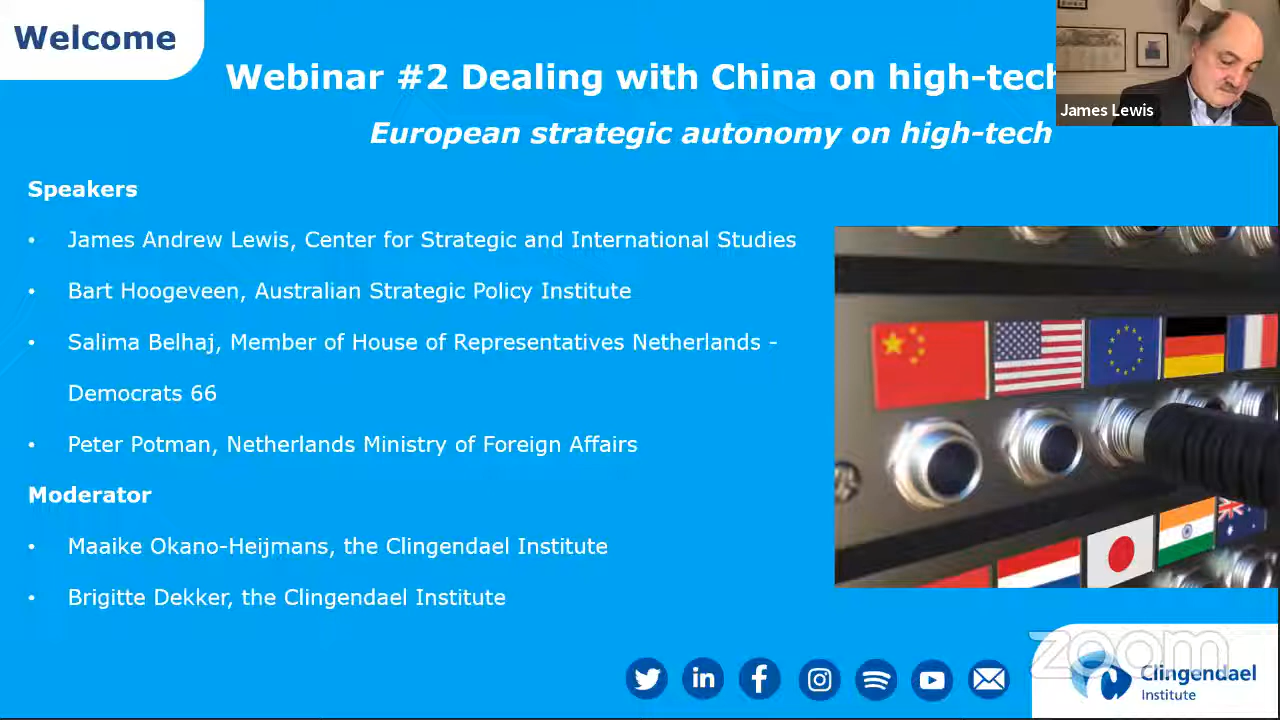 Welcome
Webinar #2 Dealing with China on high-tech
European strategic autonomy on high-tech
James Lewis
Speakers
• James Andrew Lewis, Center for Strategic and International Studies
• Bart Hoogeveen, Australian Strategic Policy Institute
• Salima Belhaj, Member of House of Representatives Netherlands -
Democrats 66
• Peter Potman, Netherlands Ministry of Foreign Affairs
Moderator
• Maaike Okano-Heijmans, the Clingendael Institute
• Brigitte Dekker, the Clingendael Institute
zoom
Clingendael
Institute